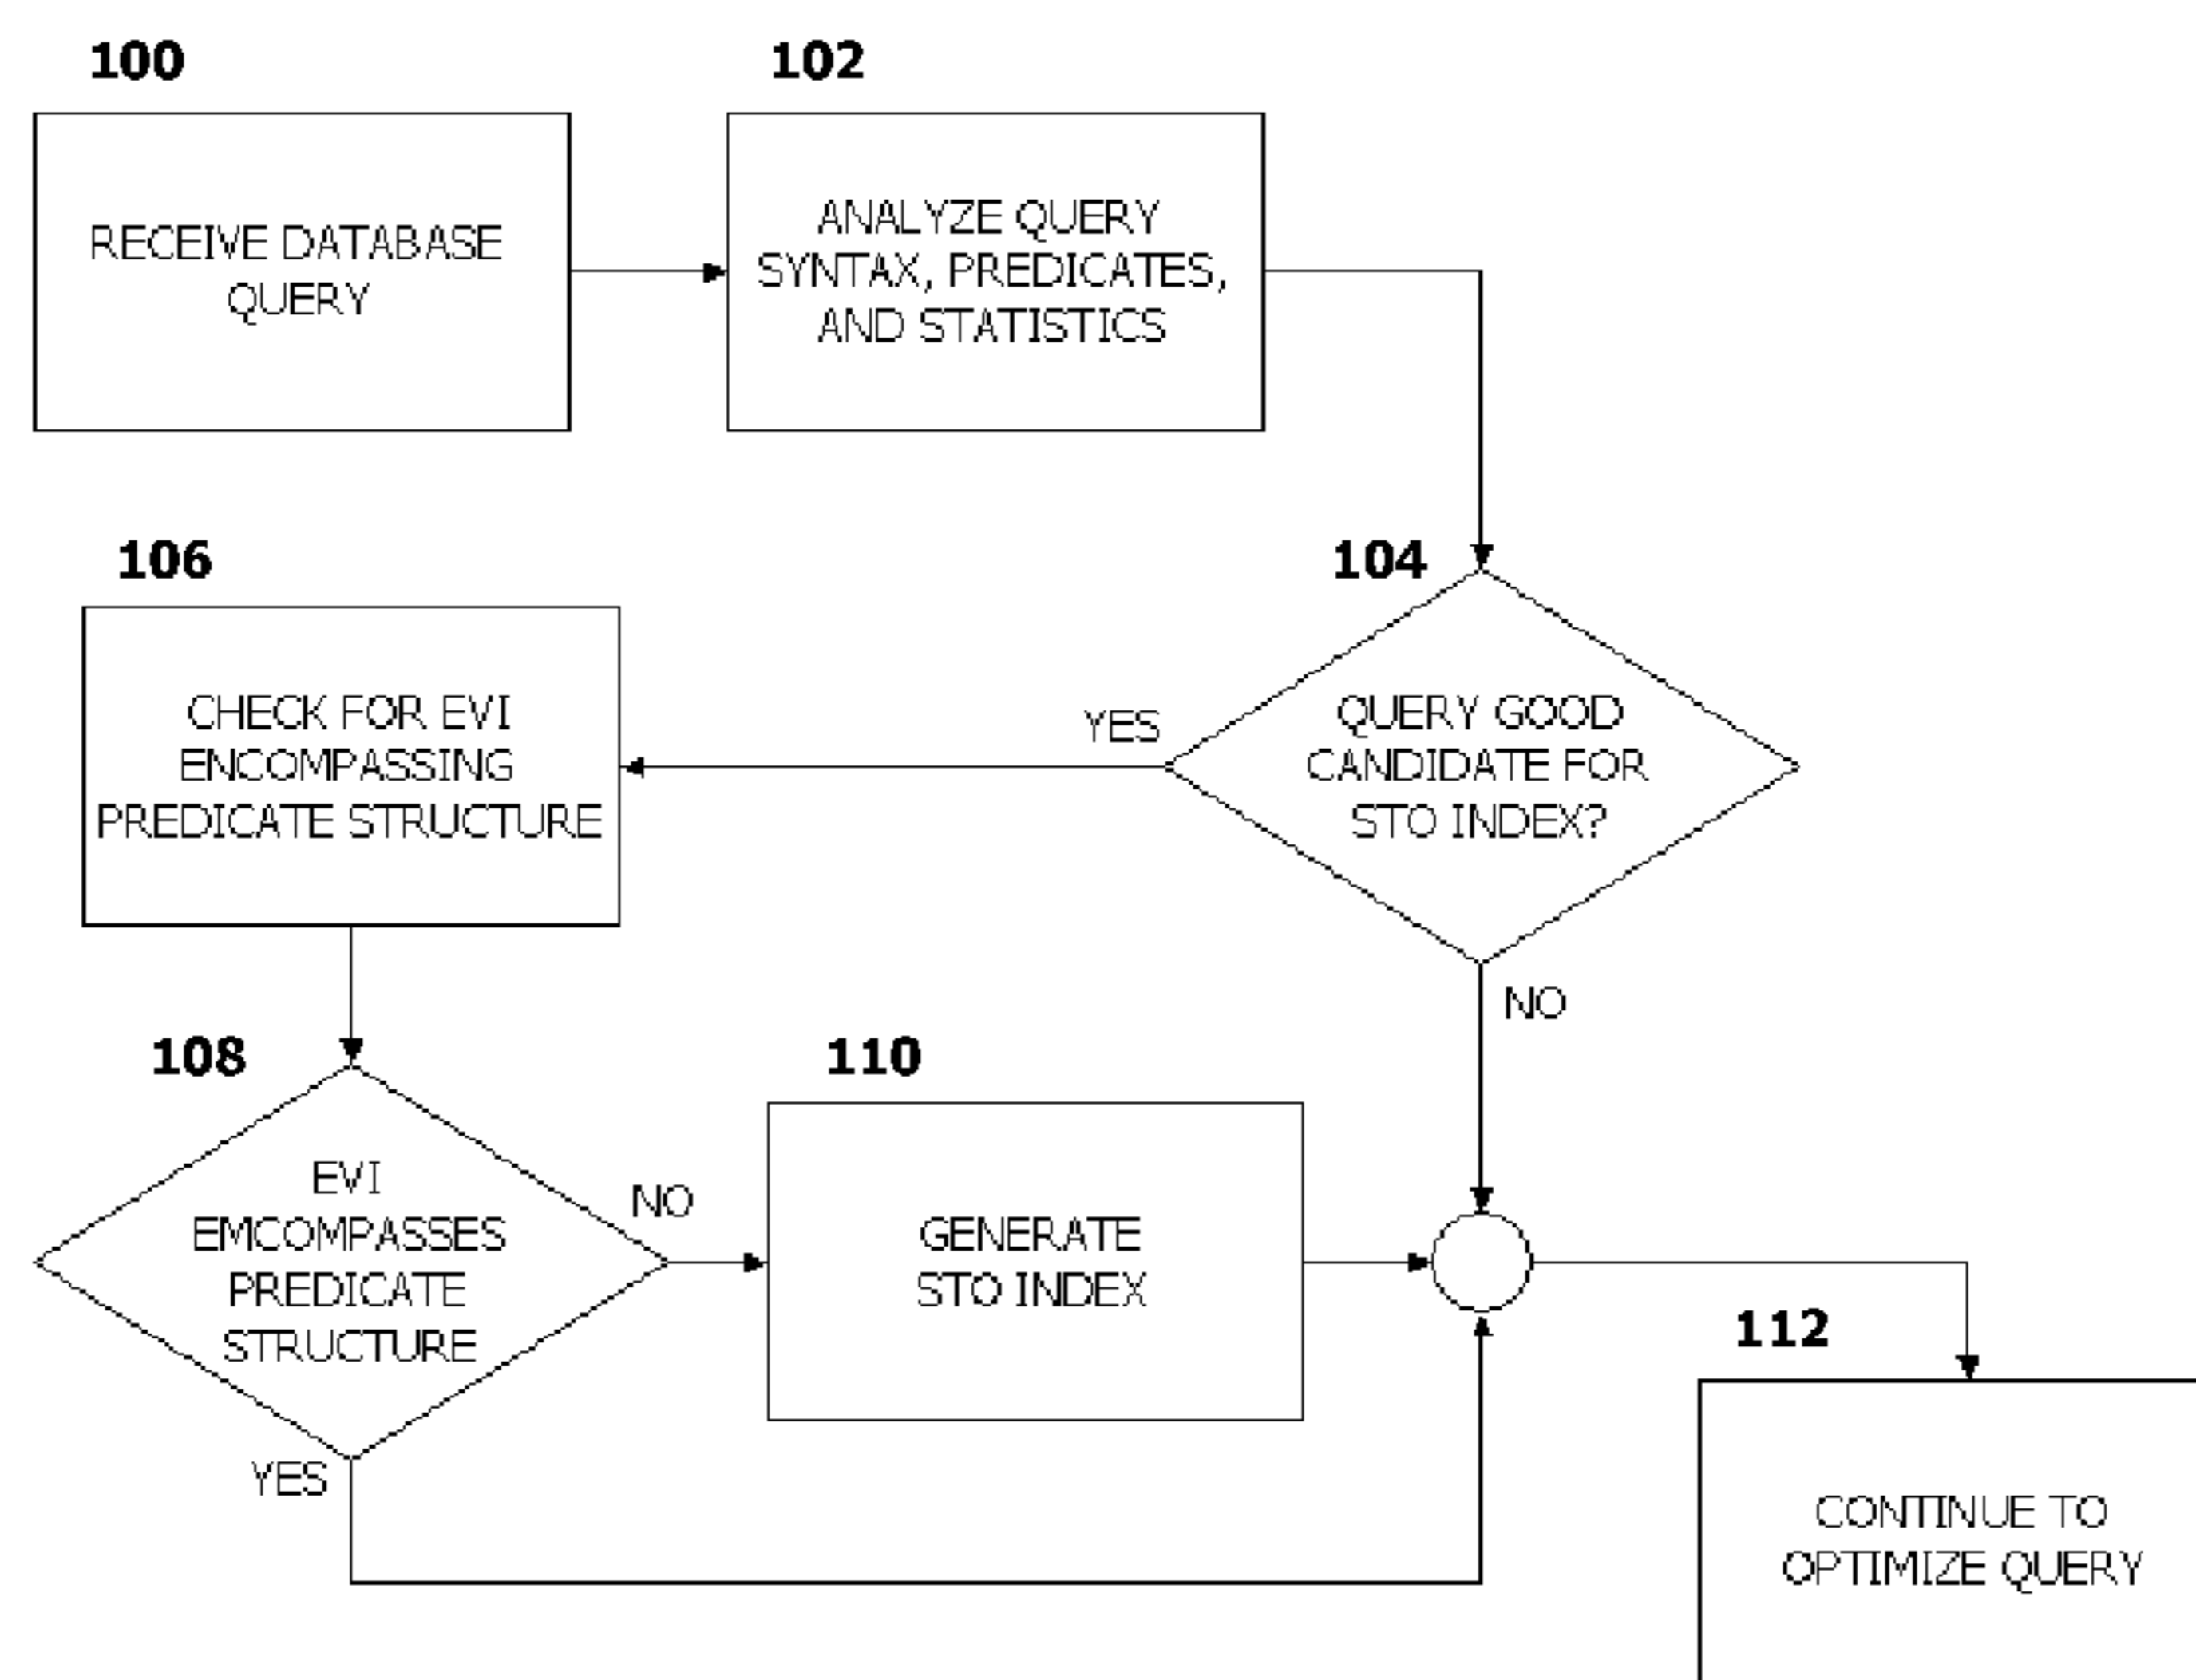 100
RECEIVE DATABASE
QUERY
102
ANALYZE QUERY
SYNTAX, PREDICATES,
AND STATISTICS
104
QUERY GOOD
CANDIDATE FOR
STO INDEX?
YES
NO
106
CHECK FOR EVI
ENCOMPASSING
PREDICATE STRUCTURE
108
EVI
EMCOMPASSES
PREDICATE
STRUCTURE
NO
YES
110
GENERATE
STO INDEX
112
CONTINUE TO
OPTIMIZE QUERY